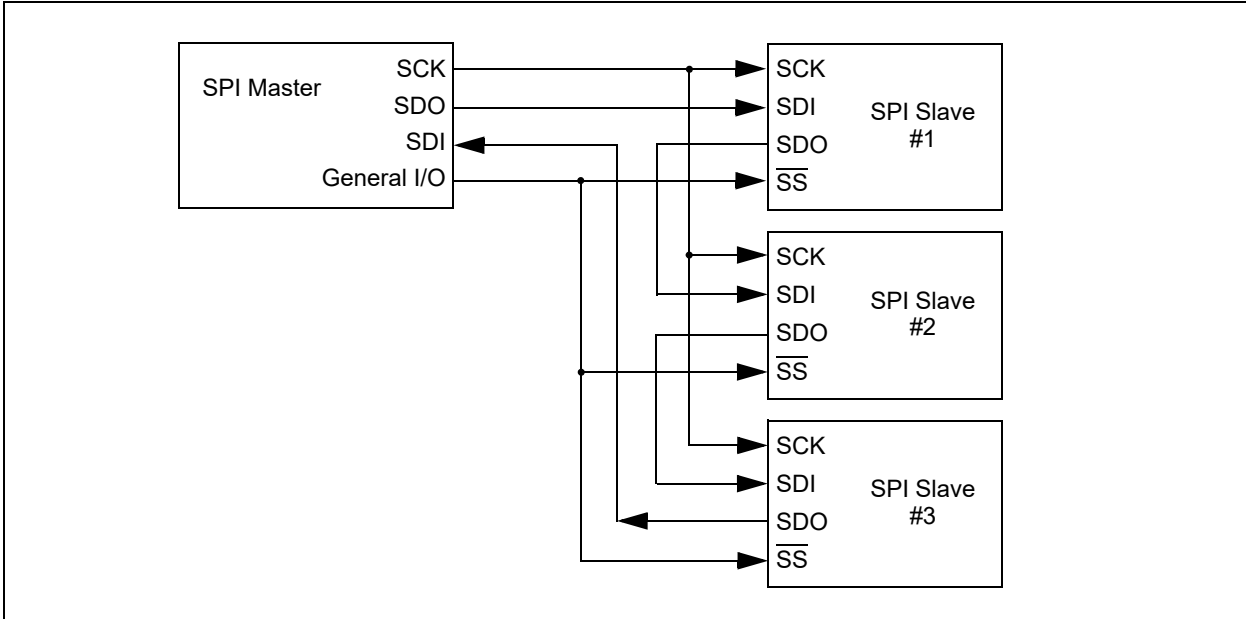 SPI Master
SCK
SDO
SDI
General I/O
SCK
SDI
SDO
SS
SPI Slave
#1
SCK
SDI
SDO
SS
SPI Slave
#2
SCK
SDI
SDO
SS
SPI Slave
#3